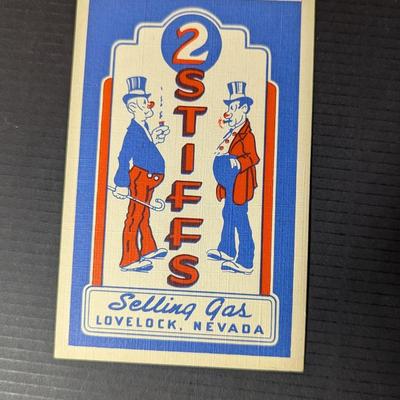 2
STIFFS
Selling Gas
LOVELOCK, NEVADA